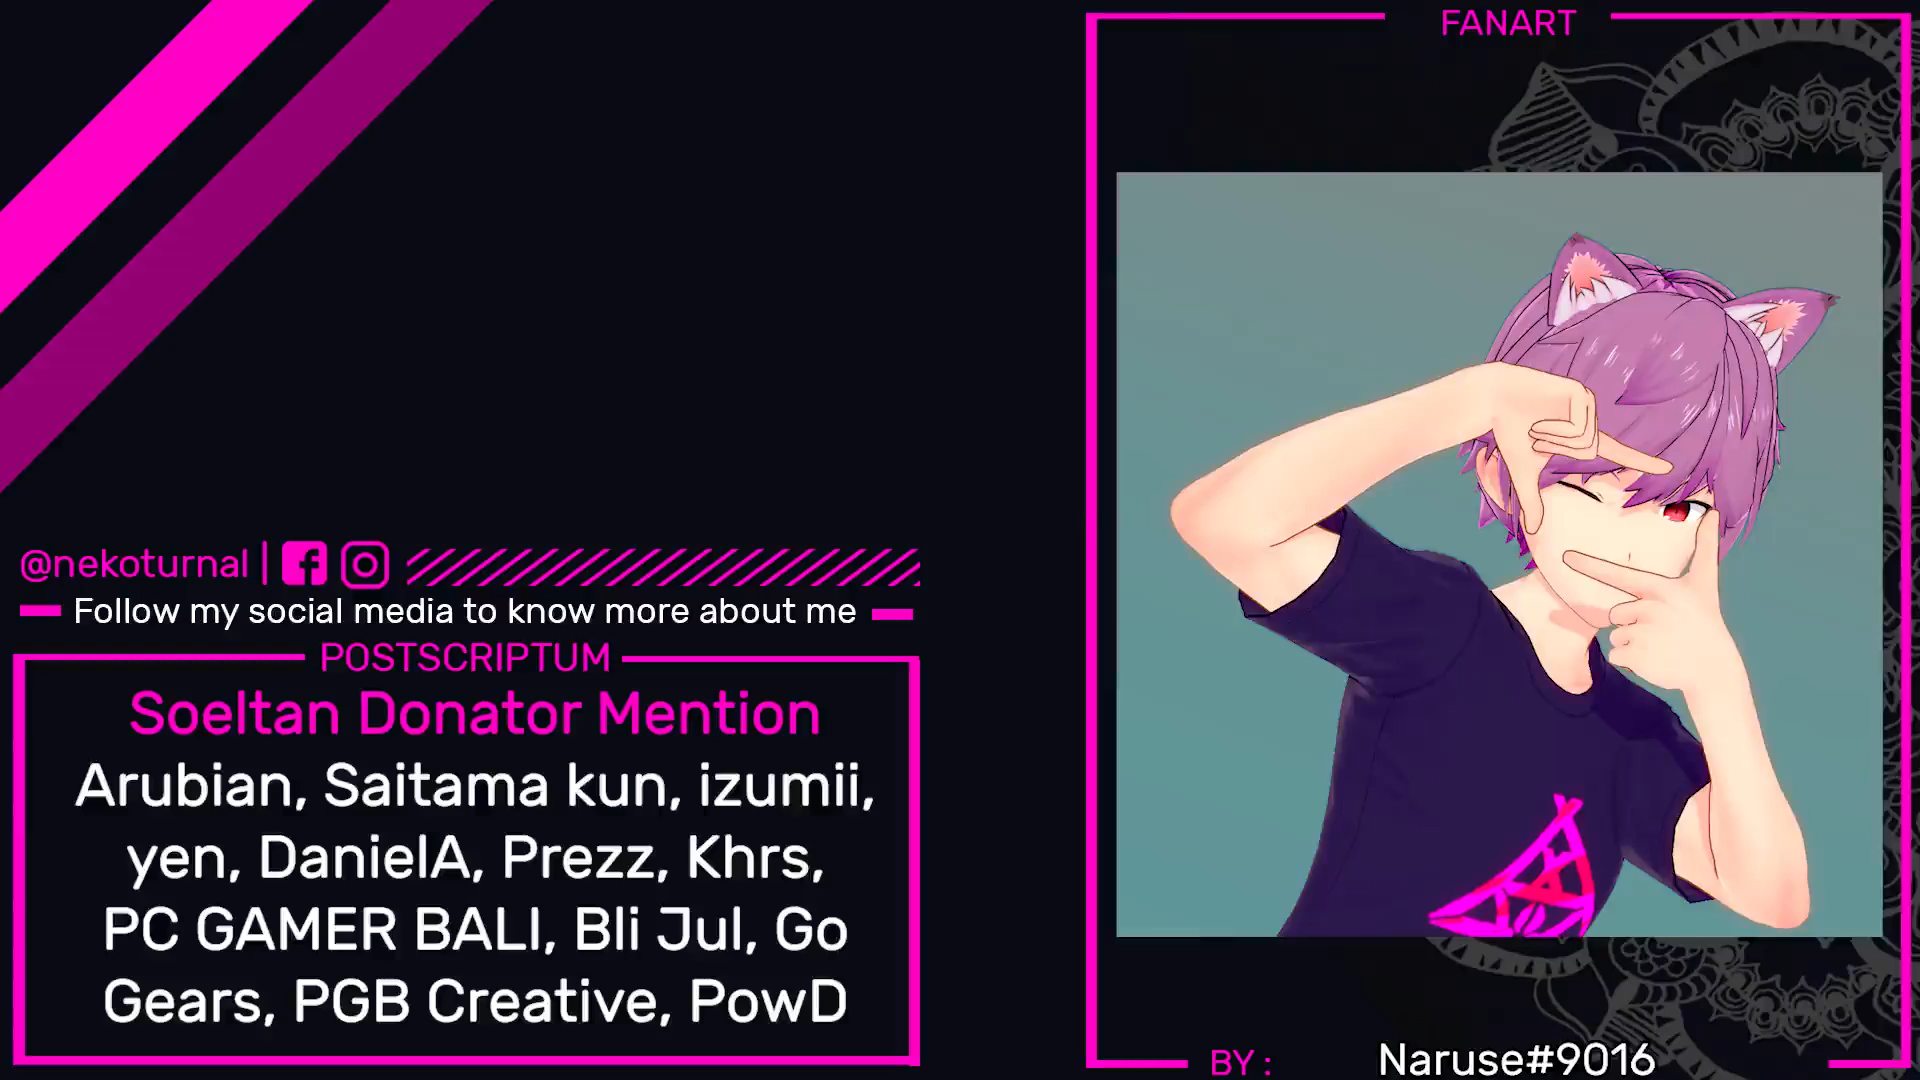 @nekoturnal |
Follow my social media to know more about me
POSTSCRIPTUM
Soeltan Donator Mention
Arubian, Saitama kun, izumii,
yen, DanielA, Prezz, Khrs,
PC GAMER BALI, Bli Jul, Go
Gears, PGB Creative, PowD
FANART
BY : Naruse#9016